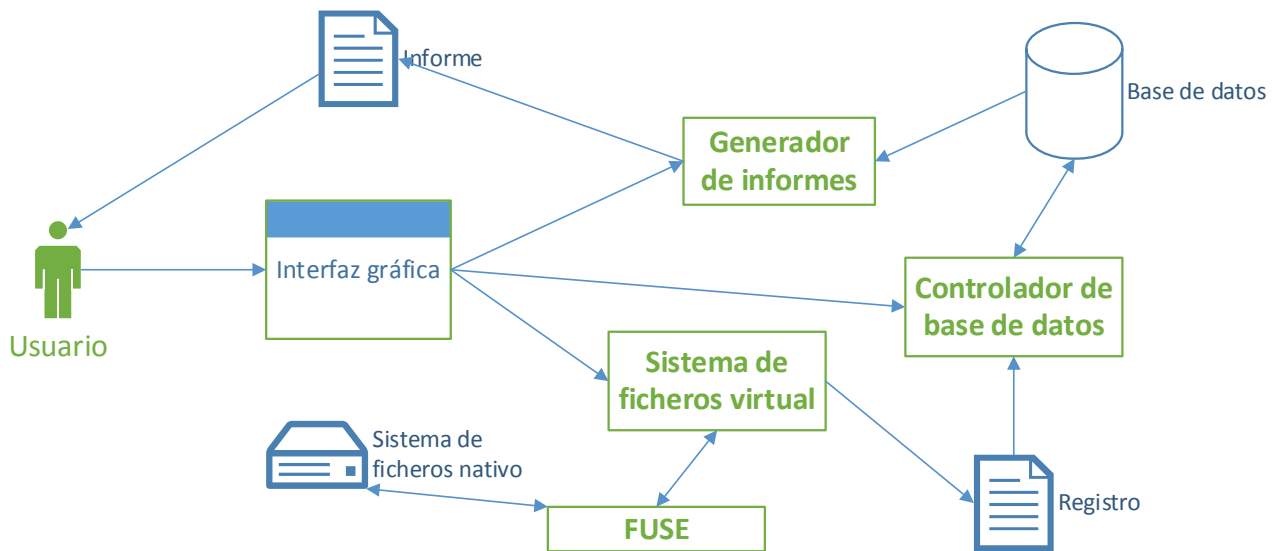 Informe
Base de datos
Generador
de informes
Interfaz gráfica
Controlador de
base de datos
Usuario
Sistema de
ficheros virtual
Sistema de
ficheros nativo
Registro
FUSE